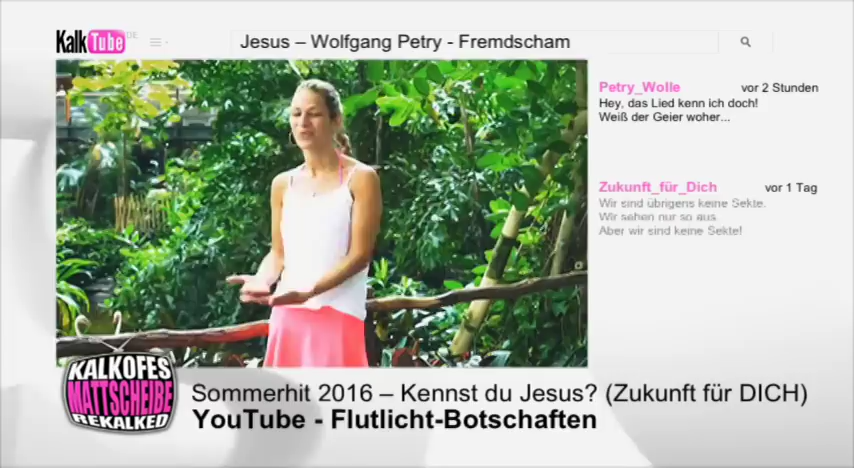 KalkTube DE
Jesus – Wolfgang Petry - Fremdscham
Petry_Wolle vor 2 Stunden
Hey, das Lied kenn ich doch!
Weiß der Geier woher...
Zukunft_für_Dich vor 1 Tag
Wir sind übrigens keine Sekte.
Wir sehen nur so aus.
Aber wir sind keine Sekte!
KALKOFES
MATTSCHEIBE
REKALKED
Sommerhit 2016 – Kennst du Jesus? (Zukunft für DICH)
YouTube - Flutlicht-Botschaften